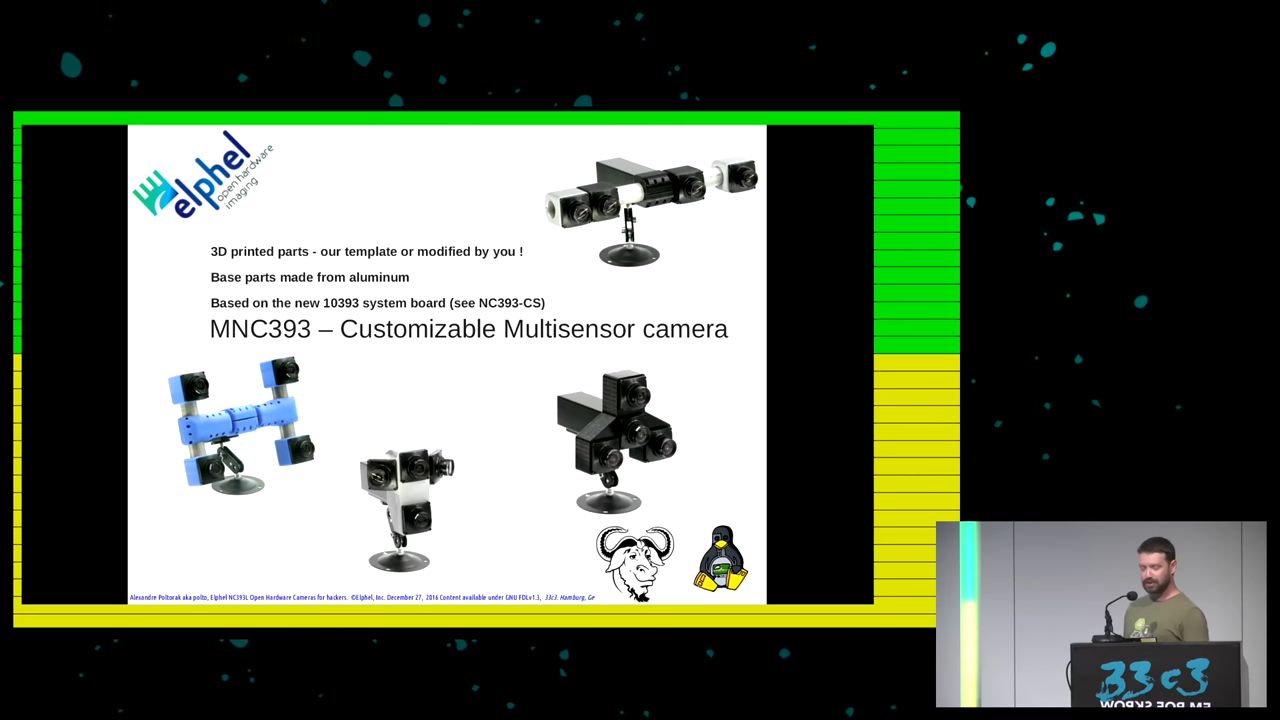 elphel
open hardware
imaging
3D printed parts - our template or modified by you !
Base parts made from aluminum
Based on the new 10393 system board (see NC393-CS)
MNC393 – Customizable Multisensor camera
Alexandre Poltorak aka polto, Elphel NC393L Open Hardware Cameras for hackers. ©Elphel, Inc. December 27, 2016 Content available under GNU FDLv1.3, 33c3. Hamburg, Ge
33c3